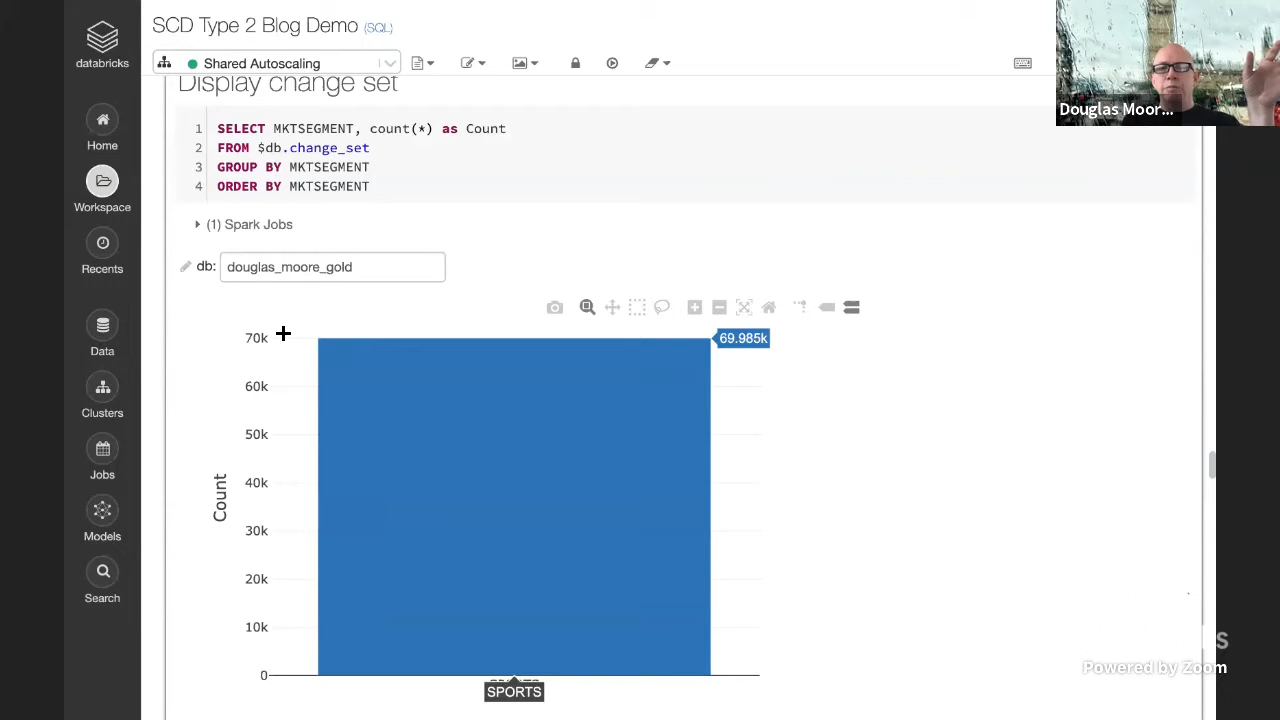 SCD Type 2 Blog Demo (SQL)
databricks
Shared Autoscaling
Douglas Moor...
Display change set
1 SELECT MKTSEGMENT, count(*) as Count
2 FROM $db.change_set
3 GROUP BY MKTSEGMENT
4 ORDER BY MKTSEGMENT
Home
Workspace
(1) Spark Jobs
Recents
db: douglas_moore_gold
70k
69.985k
Data
60k
Clusters
50k
Jobs
40k
Count
Models
30k
20k
Search
10k
S
0
Powered by Zoom
SPORTS